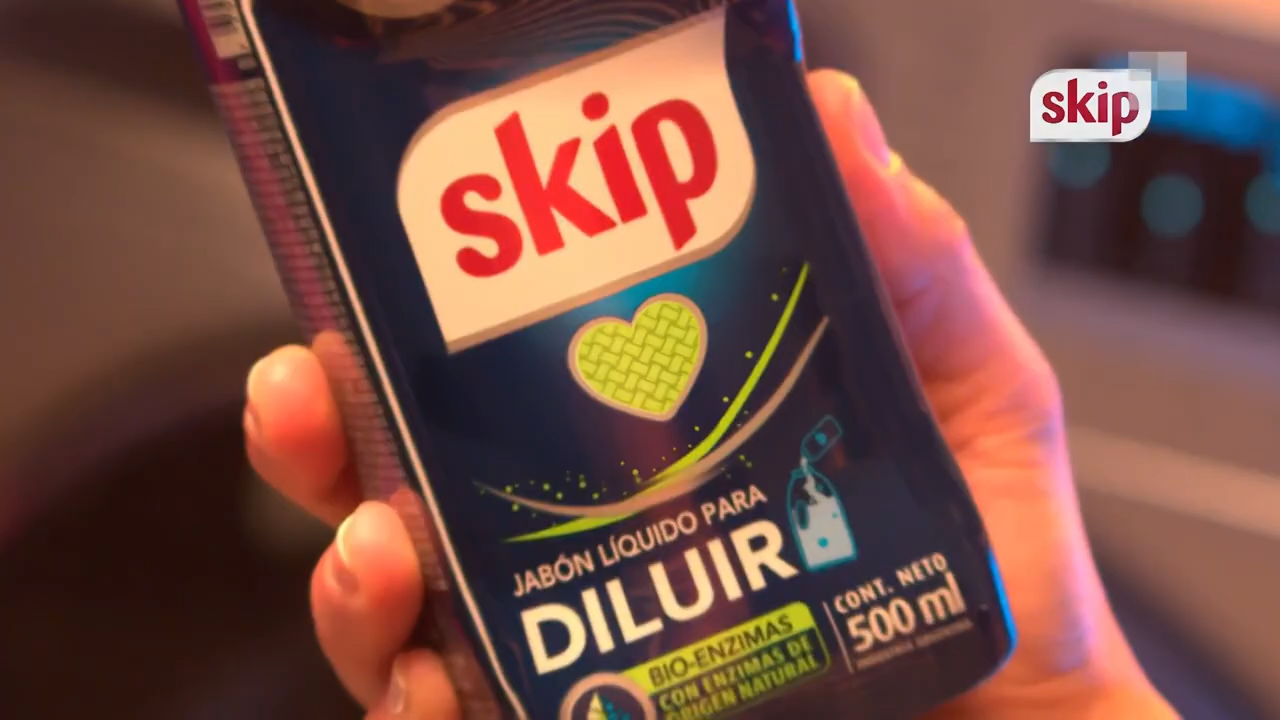 skip
skip
JABÓN LÍQUIDO PARA
DILUIR
CONT. NETO
500 ml
BIO-ENZIMAS
CON ENZIMAS DE
ORIGEN NATURAL